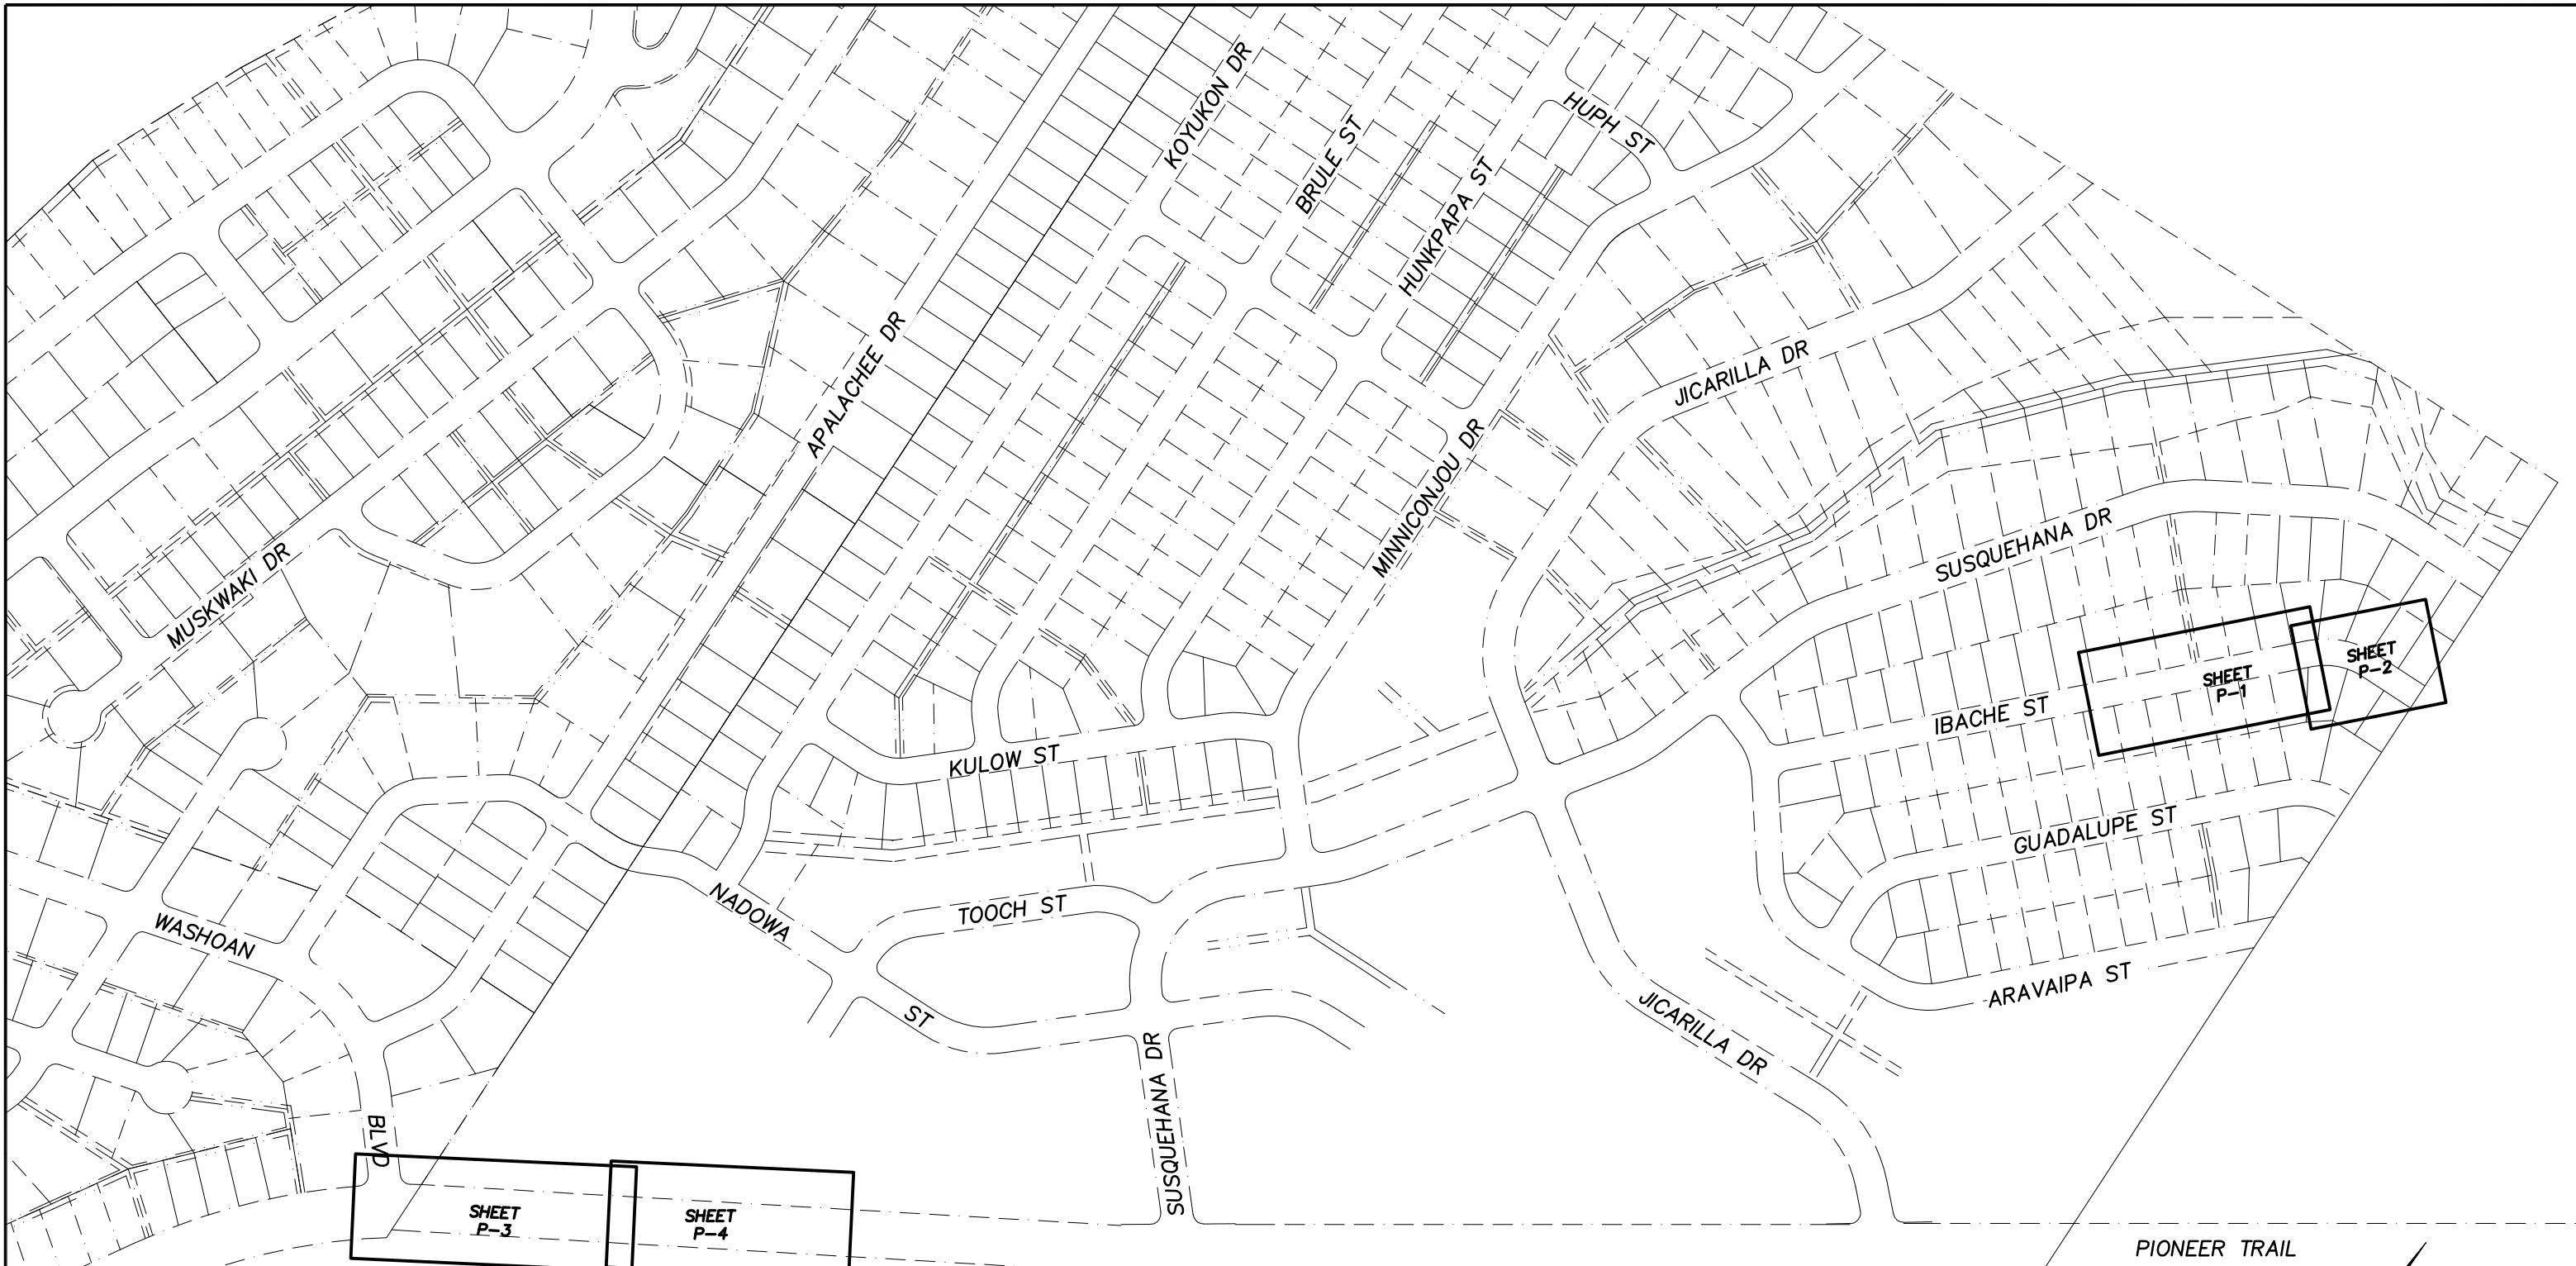 KOYUKON DR
HUPH ST
BRULE ST
HUNKPAPA ST
APALACHEE DR
JICARILLA DR
MINNICONJOU DR
SUSQUEHANA DR
MUSKWAKI DR
SHEET
P-2
SHEET
P-1
IBACHE ST
KULOW ST
GUADALUPE ST
NADOWA
TOOCH ST
WASHOAN
ARAVAIPA ST
ST
JICARILLA DR
SUSQUEHANA DR
BLVD
SHEET
P-3
SHEET
P-4
PIONEER TRAIL